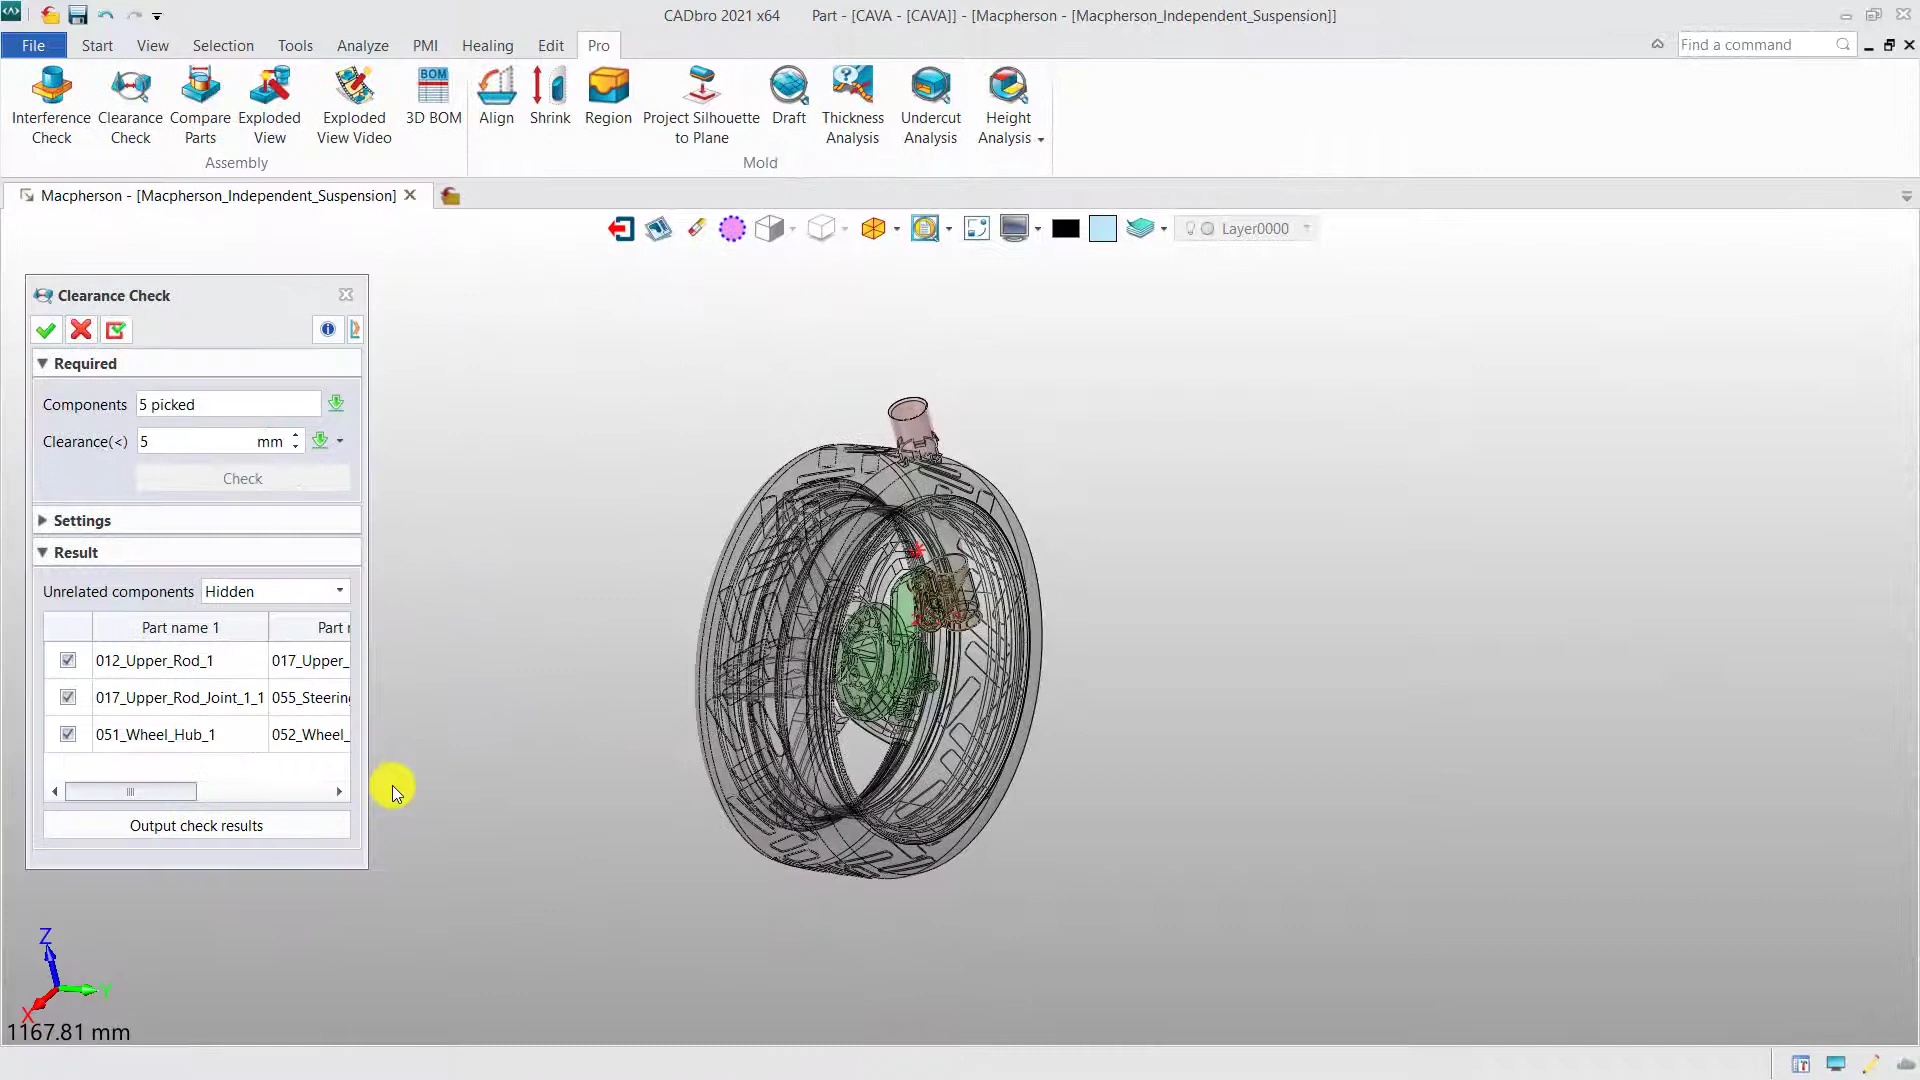 CADbro 2021 x64 Part - [CAVA - [CAVA]] - [Macpherson - [Macpherson_Independent_Suspension]]
File Start View Selection Tools Analyze PMI Healing Edit Pro Find a command
BOM
Interference Check
Clearance Check
Compare Parts
Exploded View
Exploded View Video
3D BOM
Align
Shrink
Region
Project Silhouette to Plane
Draft
Thickness Analysis
Undercut Analysis
Height Analysis
Assembly
Mold
Macpherson - [Macpherson_Independent_Suspension]
Layer0000
Clearance Check
Required
Components 5 picked
Clearance(<) 5 mm
Check
Settings
Result
Unrelated components Hidden
Part name 1 Part
012_Upper_Rod_1 017_Upper_
017_Upper_Rod_Joint_1_1 055_Steering
051_Wheel_Hub_1 052_Wheel_
Output check results
Z
Y
X
1167.81 mm